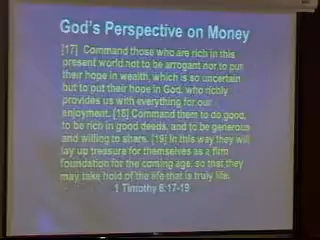 God's Perspective on Money
[17] Command those who are rich in this
present world not to be arrogant nor to put
their hope in wealth, which is so uncertain
but to put their hope in God, who richly
provides us with everything for our
enjoyment. [18] Command them to do good,
to be rich in good deeds, and to be generous
and willing to share. [19] In this way they will
lay up treasure for themselves as a firm
foundation for the coming age, so that they
may take hold of the life that is truly life.
1 Timothy 6:17-19